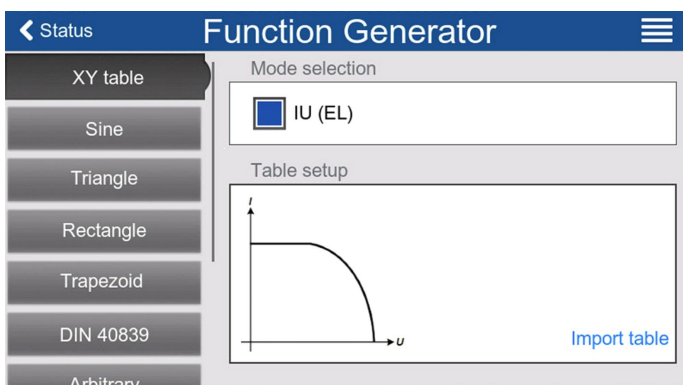 Status
Function Generator
XY table
Sine
Triangle
Rectangle
Trapezoid
DIN 40839
Arbitrary
Mode selection
IU (EL)
Table setup
I
U
Import table